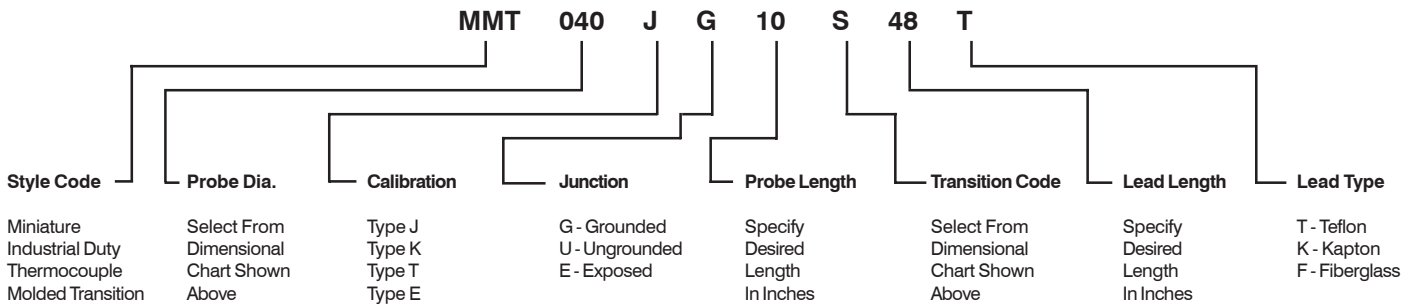 MMT 040 J G 10 S 48 T
Style Code Probe Dia. Calibration Junction Probe Length Transition Code Lead Length Lead Type
Miniature Select From Type J G - Grounded Specify Select From Specify T - Teflon
Industrial Duty Dimensional Type K U - Ungrounded Desired Dimensional Desired K - Kapton
Thermocouple Chart Shown Type T E - Exposed Length Chart Shown Length F - Fiberglass
Molded Transition Above Type E In Inches Above In Inches